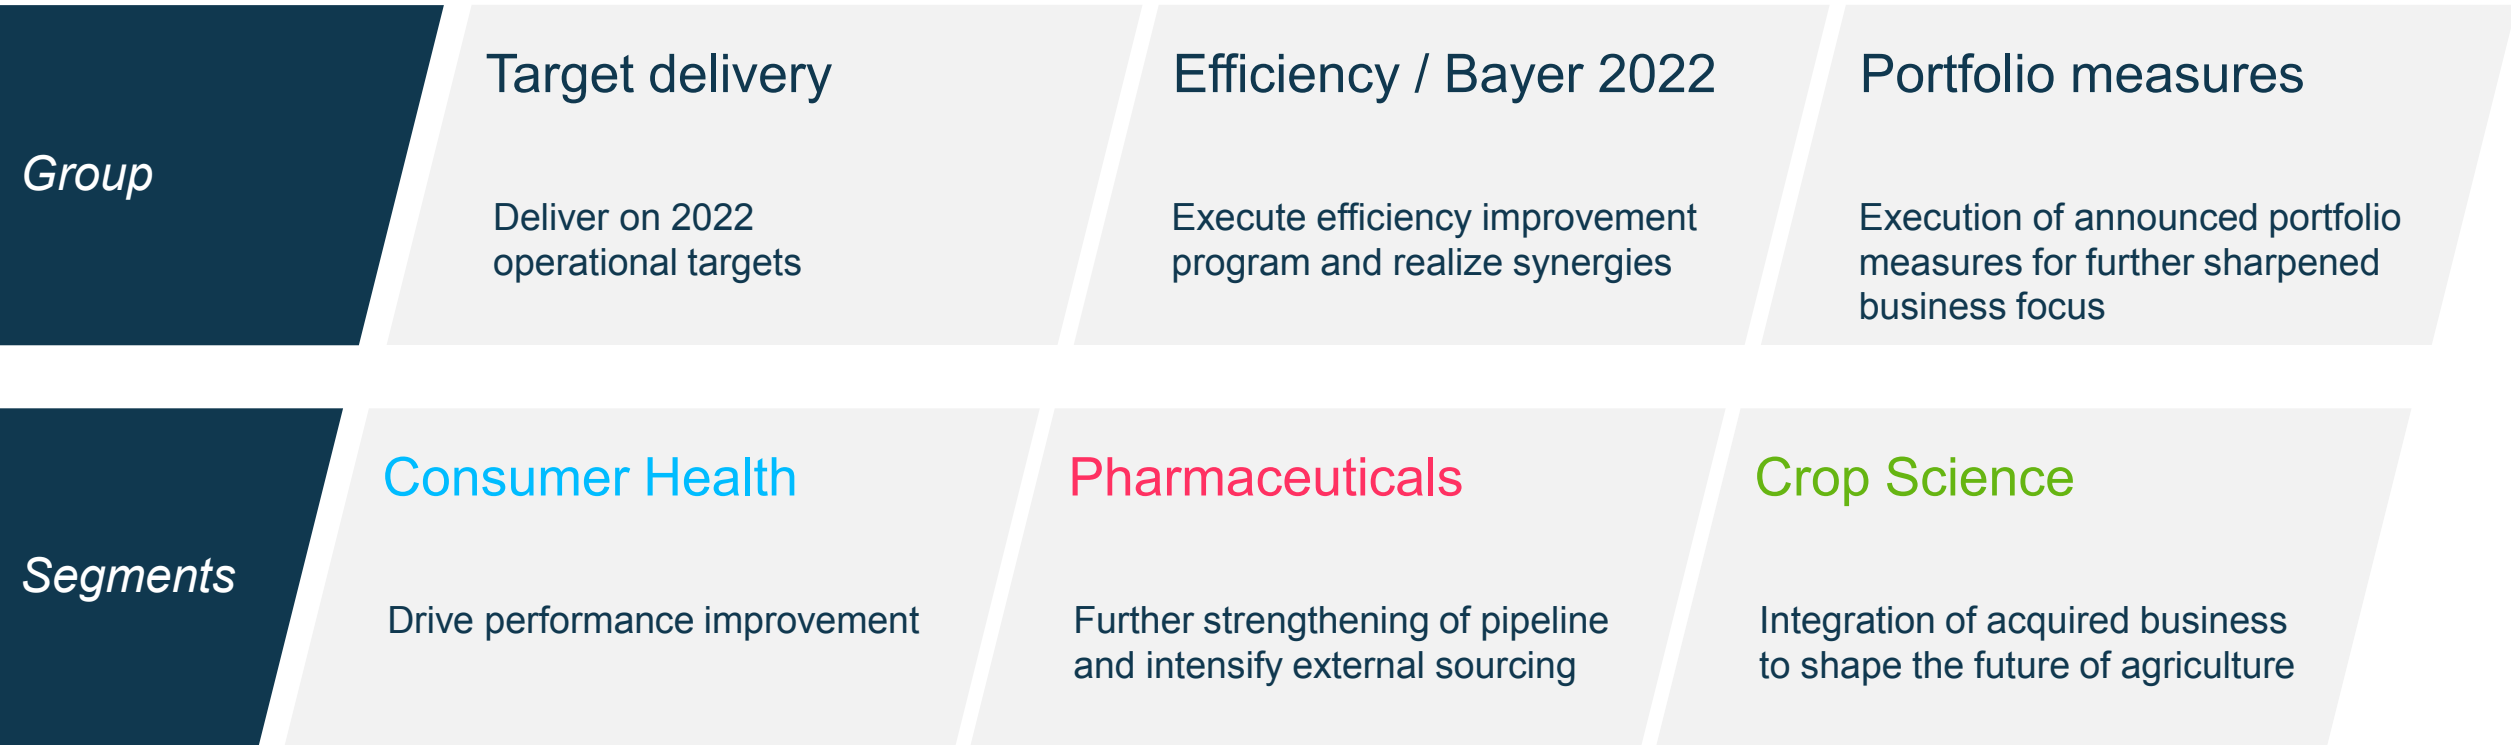 Group
Target delivery
Deliver on 2022
operational targets
Efficiency / Bayer 2022
Execute efficiency improvement
program and realize synergies
Portfolio measures
Execution of announced portfolio
measures for further sharpened
business focus
Segments
Consumer Health
Drive performance improvement
Pharmaceuticals
Further strengthening of pipeline
and intensify external sourcing
Crop Science
Integration of acquired business
to shape the future of agriculture